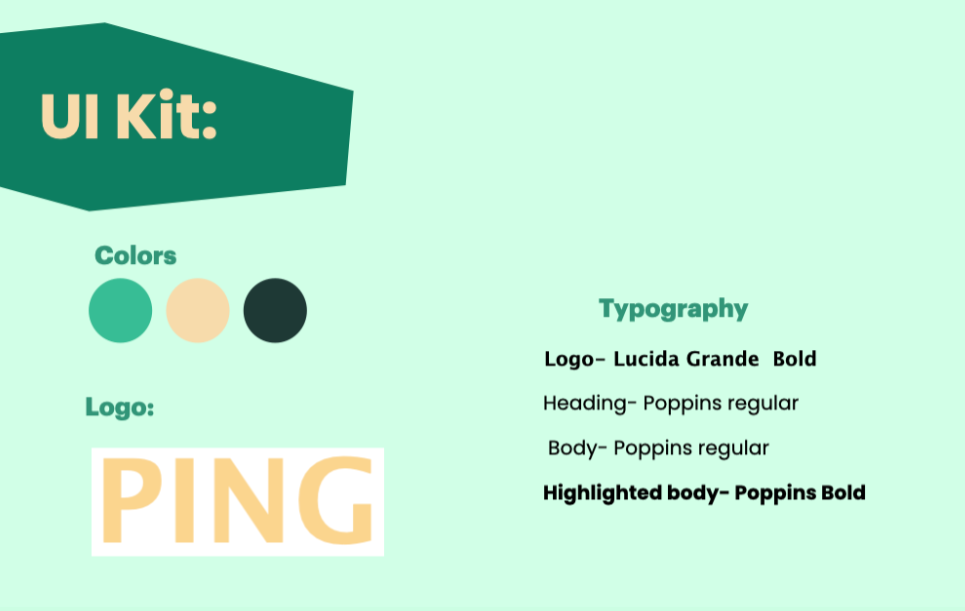 UI Kit:
Colors
Logo:
PING
Typography
Logo- Lucida Grande  Bold
Heading- Poppins regular
Body- Poppins regular
Highlighted body- Poppins Bold